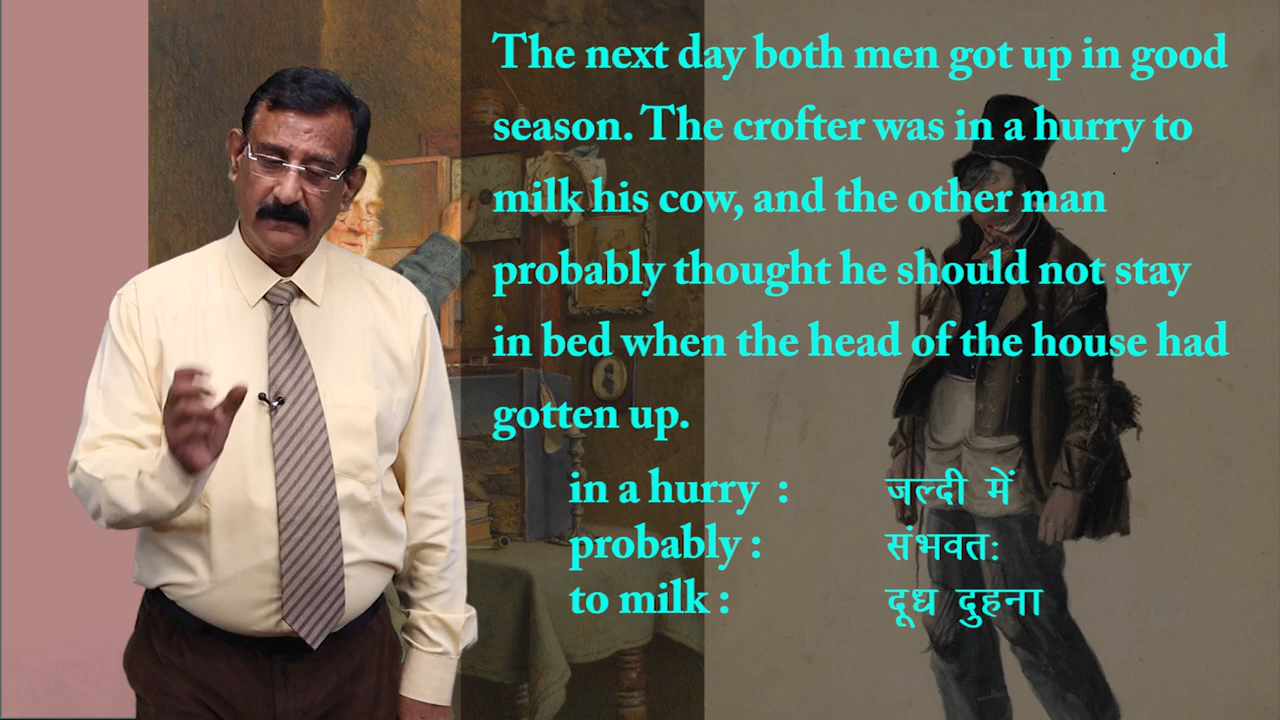 The next day both men got up in good
season. The crofter was in a hurry to
milk his cow, and the other man
probably thought he should not stay
in bed when the head of the house had
gotten up.
in a hurry : जल्दी में
probably : संभवत:
to milk : दूध दुहना